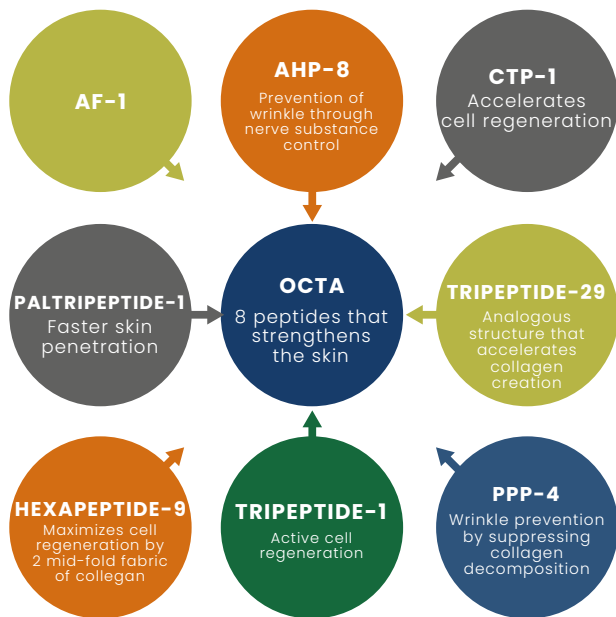 AF-1
AHP-8
Prevention of
wrinkle through
nerve substance
control
CTP-1
Accelerates
cell regeneration
PALTRIPEPTIDE-1
Faster skin
penetration
OCTA
8 peptides that
strengthens
the skin
TRIPEPTIDE-29
Analogous
structure that
accelerates
collagen
creation
HEXAPEPTIDE-9
Maximizes cell
regeneration by
2 mid-fold fabric
of collegan
TRIPEPTIDE-1
Active cell
regeneration
PPP-4
Wrinkle prevention
by suppressing
collagen
decomposition